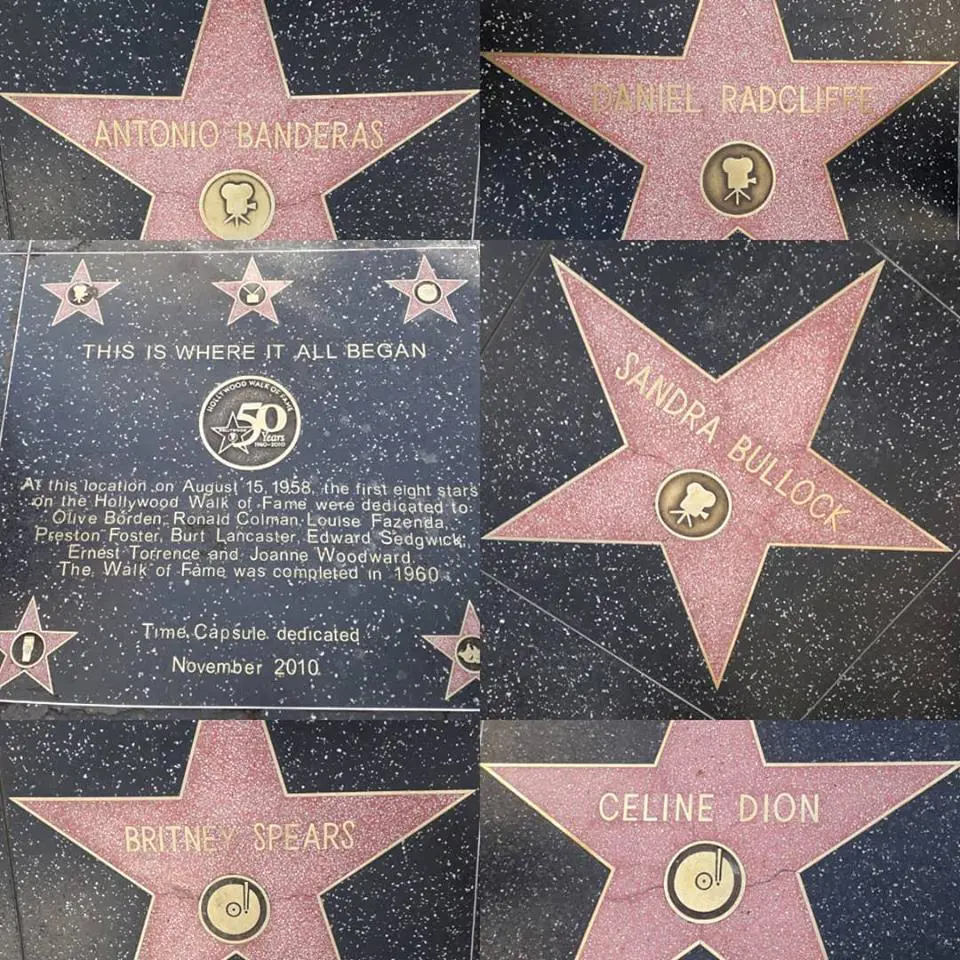 ANTONIO BANDERAS
DANIEL RADCLIFFE
THIS IS WHERE IT ALL BEGAN
HOLLYWOOD WALK OF FAME
50
HOLLYWOOD
Years
1960-2010
At this location on August 15, 1958, the first eight stars
on the Hollywood Walk of Fame were dedicated to:
Olive Borden, Ronald Colman, Louise Fazenda,
Preston Foster, Burt Lancaster, Edward Sedgwick,
Ernest Torrence and Joanne Woodward.
The Walk of Fame was completed in 1960.
Time Capsule dedicated
November 2010
SANDRA BULLOCK
BRITNEY SPEARS
CELINE DION